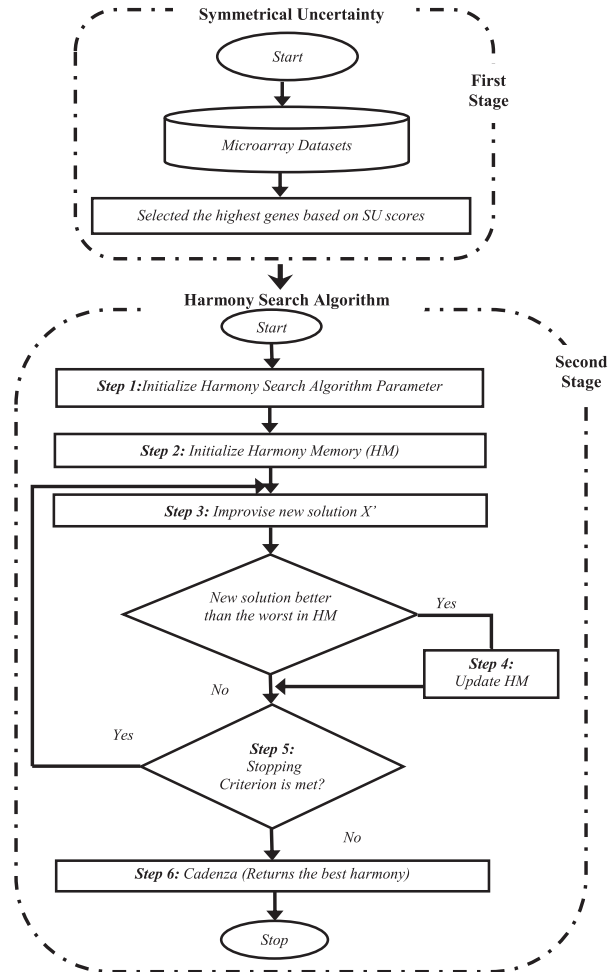 Symmetrical Uncertainty
Start
First
Stage
Microarray Datasets
Selected the highest genes based on SU scores
Harmony Search Algorithm
Start
Second
Stage
Step 1:Initialize Harmony Search Algorithm Parameter
Step 2: Initialize Harmony Memory (HM)
Step 3: Improvise new solution X’
New solution better
than the worst in HM
Yes
Step 4:
Update HM
No
Yes
Step 5:
Stopping
Criterion is met?
No
Step 6: Cadenza (Returns the best harmony)
Stop